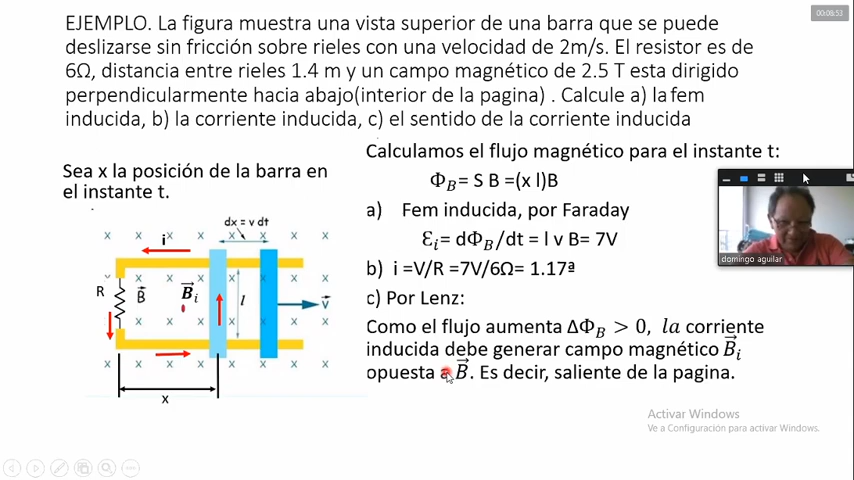 00:08:53
EJEMPLO. La figura muestra una vista superior de una barra que se puede
deslizarse sin fricción sobre rieles con una velocidad de 2m/s. El resistor es de
6Ω, distancia entre rieles 1.4 m y un campo magnético de 2.5 T esta dirigido
perpendicularmente hacia abajo(interior de la pagina) . Calcule a) la fem
inducida, b) la corriente inducida, c) el sentido de la corriente inducida
Sea x la posición de la barra en
el instante t.
dx = v dt
i
R
B⃗
B⃗ᵢ
l
v⃗
x
Calculamos el flujo magnético para el instante t:
Φ_B= S B =(x l)B
a) Fem inducida, por Faraday
Ɛᵢ= dΦ_B/dt = l v B= 7V
b) i =V/R =7V/6Ω= 1.17ª
c) Por Lenz:
Como el flujo aumenta ΔΦ_B > 0, la corriente
inducida debe generar campo magnético B⃗ᵢ
opuesta a B⃗. Es decir, saliente de la pagina.
domingo aguilar
Activar Windows
Ve a Configuración para activar Windows.